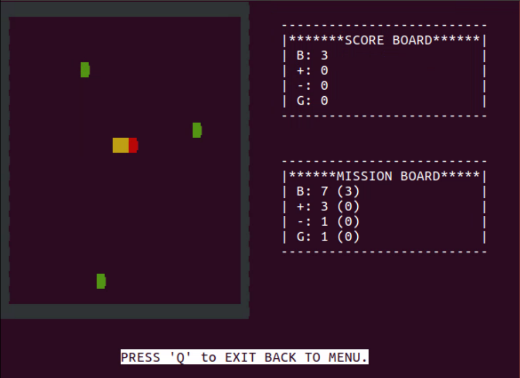 --------------------------
|*******SCORE BOARD******|
| B: 3 |
| +: 0 |
| -: 0 |
| G: 0 |
--------------------------
--------------------------
|******MISSION BOARD*****|
| B: 7 (3) |
| +: 3 (0) |
| -: 1 (0) |
| G: 1 (0) |
--------------------------
PRESS 'Q' to EXIT BACK TO MENU.